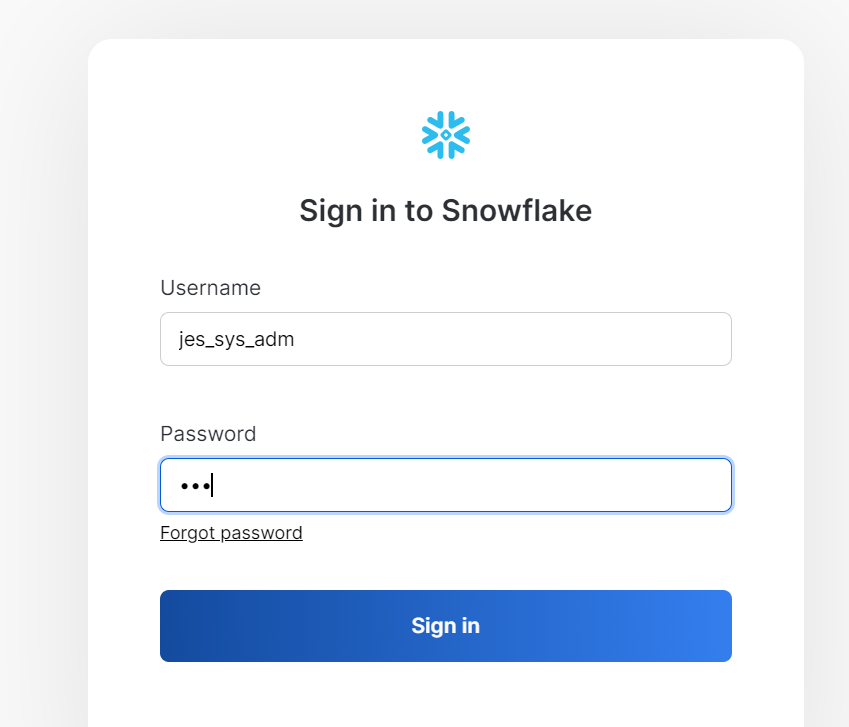 Sign in to Snowflake
Username
jes_sys_adm
Password
•••
Forgot password
Sign in